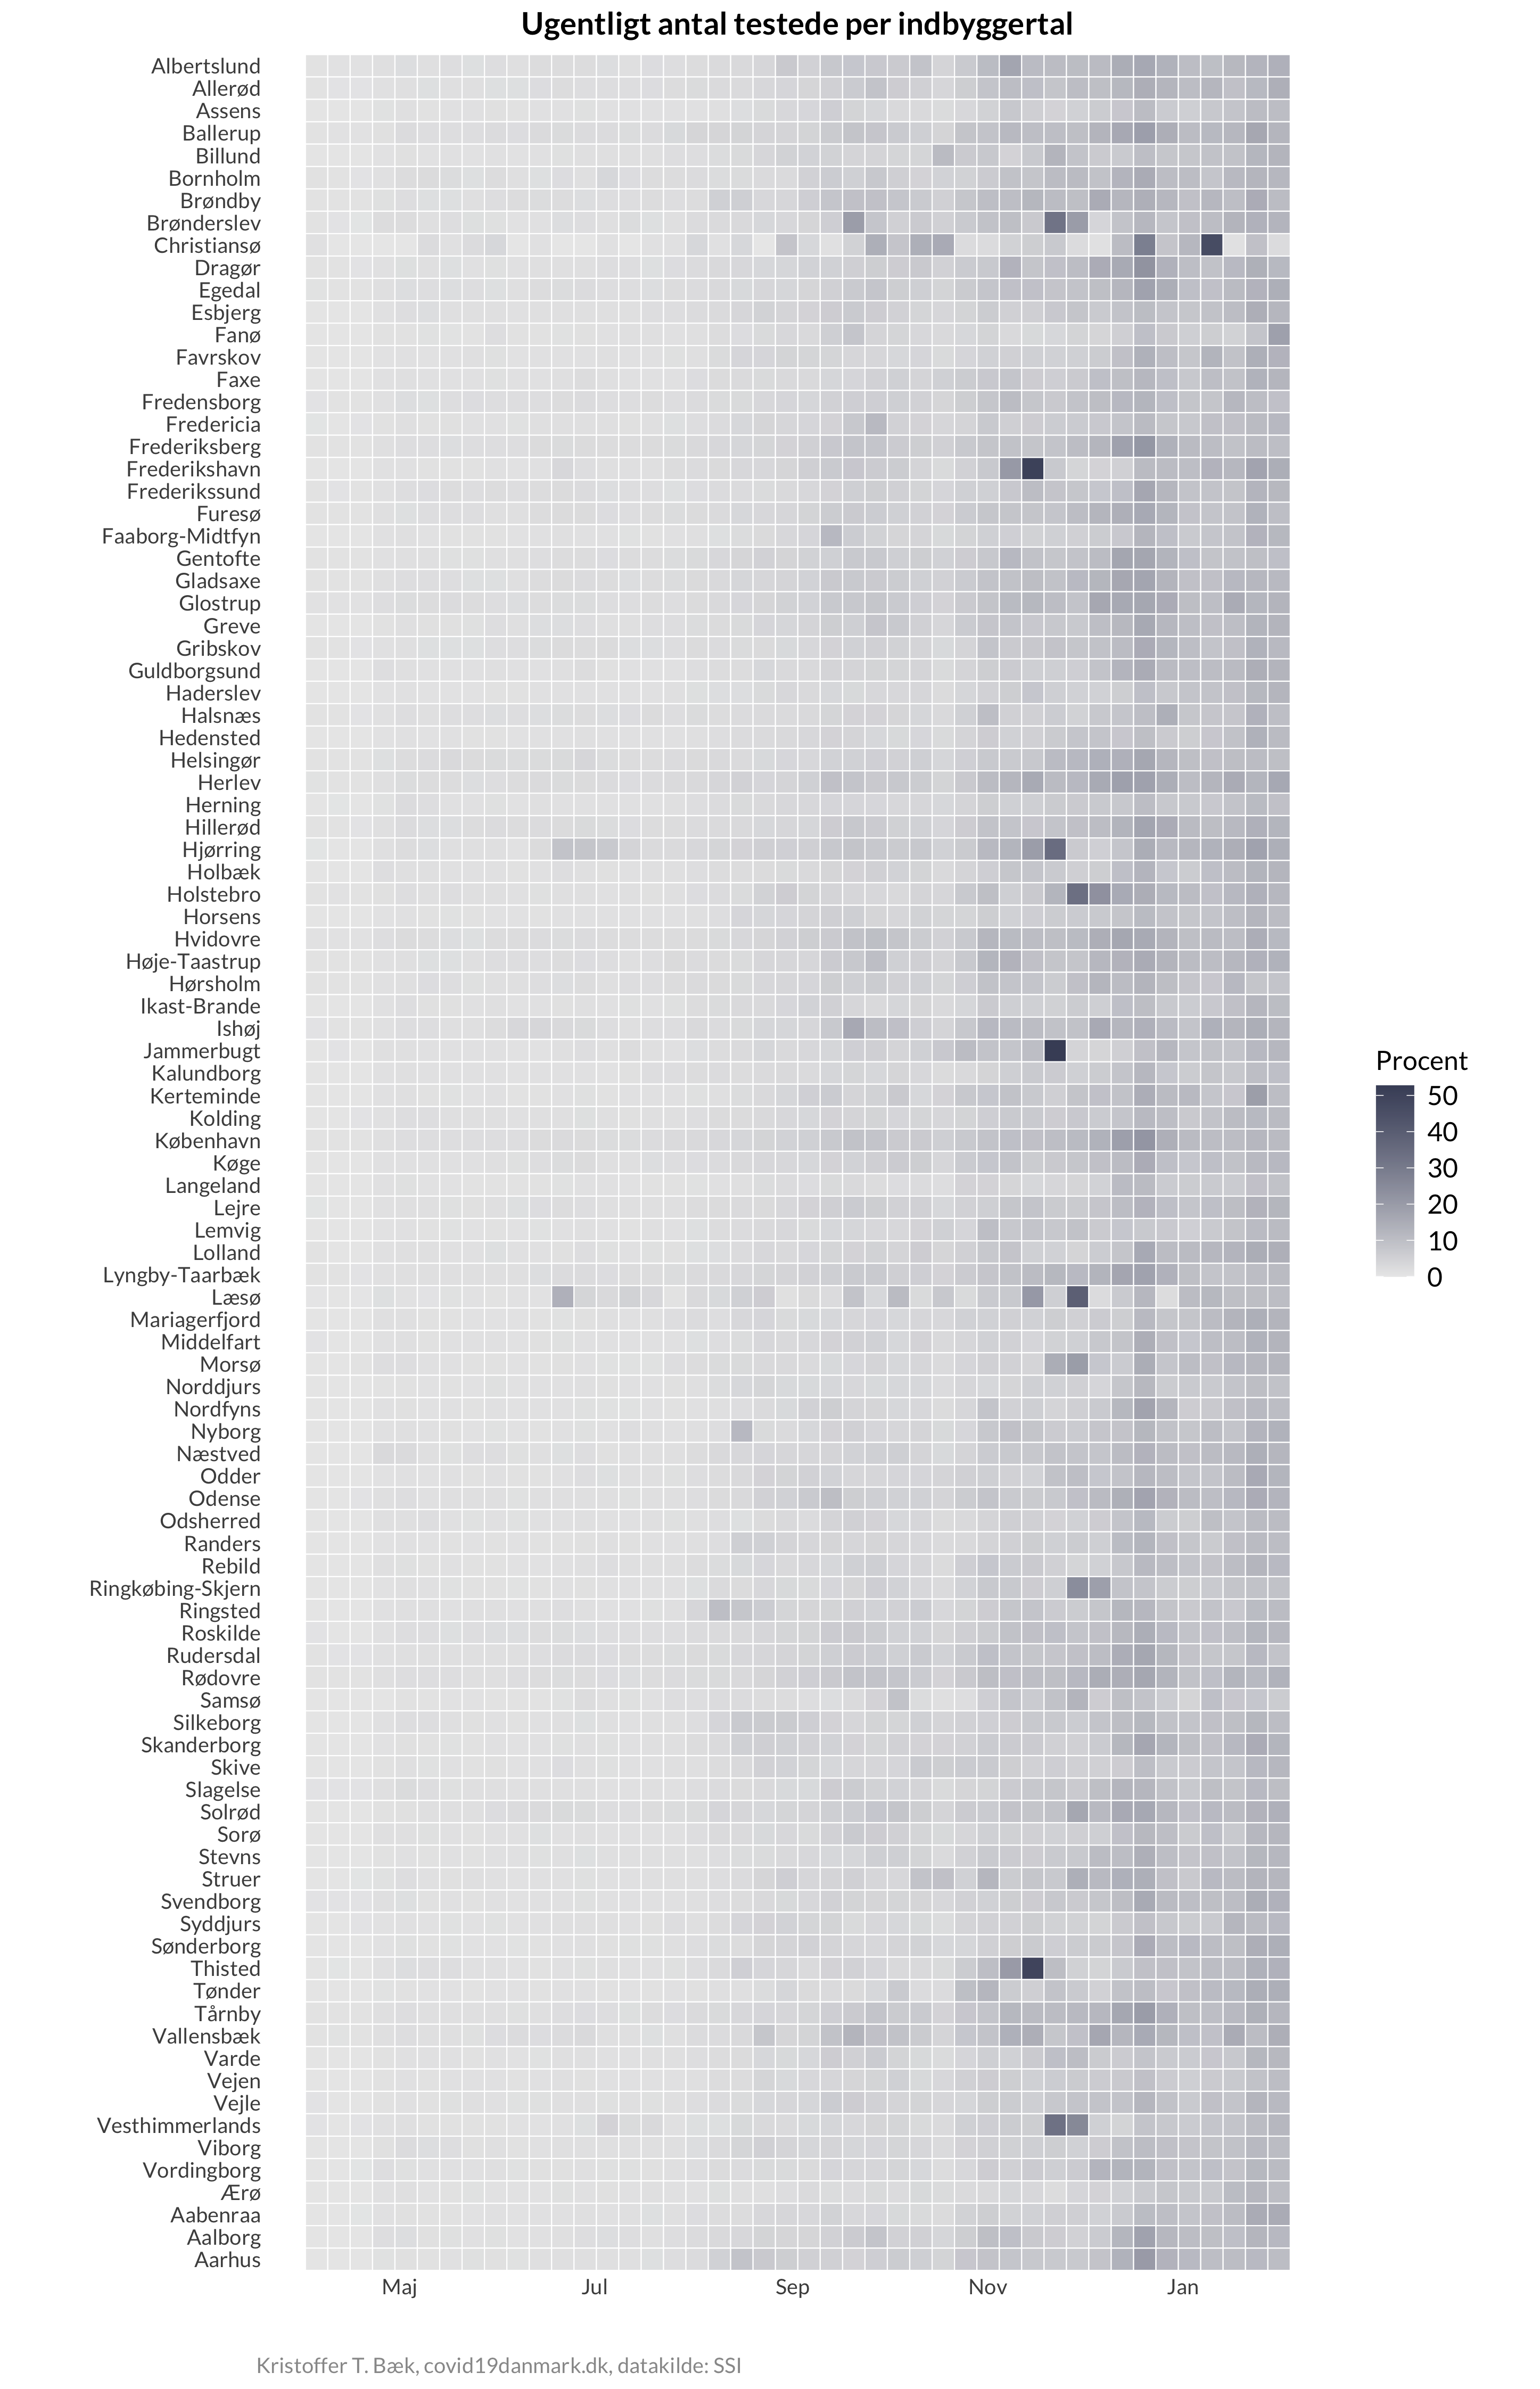 Ugentligt antal testede per indbyggertal
Albertslund
Allerød
Assens
Ballerup
Billund
Bornholm
Brøndby
Brønderslev
Christiansø
Dragør
Egedal
Esbjerg
Fanø
Favrskov
Faxe
Fredensborg
Fredericia
Frederiksberg
Frederikshavn
Frederikssund
Furesø
Faaborg-Midtfyn
Gentofte
Gladsaxe
Glostrup
Greve
Gribskov
Guldborgsund
Haderslev
Halsnæs
Hedensted
Helsingør
Herlev
Herning
Hillerød
Hjørring
Holbæk
Holstebro
Horsens
Hvidovre
Høje-Taastrup
Hørsholm
Ikast-Brande
Ishøj
Jammerbugt
Kalundborg
Kerteminde
Kolding
København
Køge
Langeland
Lejre
Lemvig
Lolland
Lyngby-Taarbæk
Læsø
Mariagerfjord
Middelfart
Morsø
Norddjurs
Nordfyns
Nyborg
Næstved
Odder
Odense
Odsherred
Randers
Rebild
Ringkøbing-Skjern
Ringsted
Roskilde
Rudersdal
Rødovre
Samsø
Silkeborg
Skanderborg
Skive
Slagelse
Solrød
Sorø
Stevns
Struer
Svendborg
Syddjurs
Sønderborg
Thisted
Tønder
Tårnby
Vallensbæk
Varde
Vejen
Vejle
Vesthimmerlands
Viborg
Vordingborg
Ærø
Aabenraa
Aalborg
Aarhus
Maj Jul Sep Nov Jan
Procent
50
40
30
20
10
0
Kristoffer T. Bæk, covid19danmark.dk, datakilde: SSI